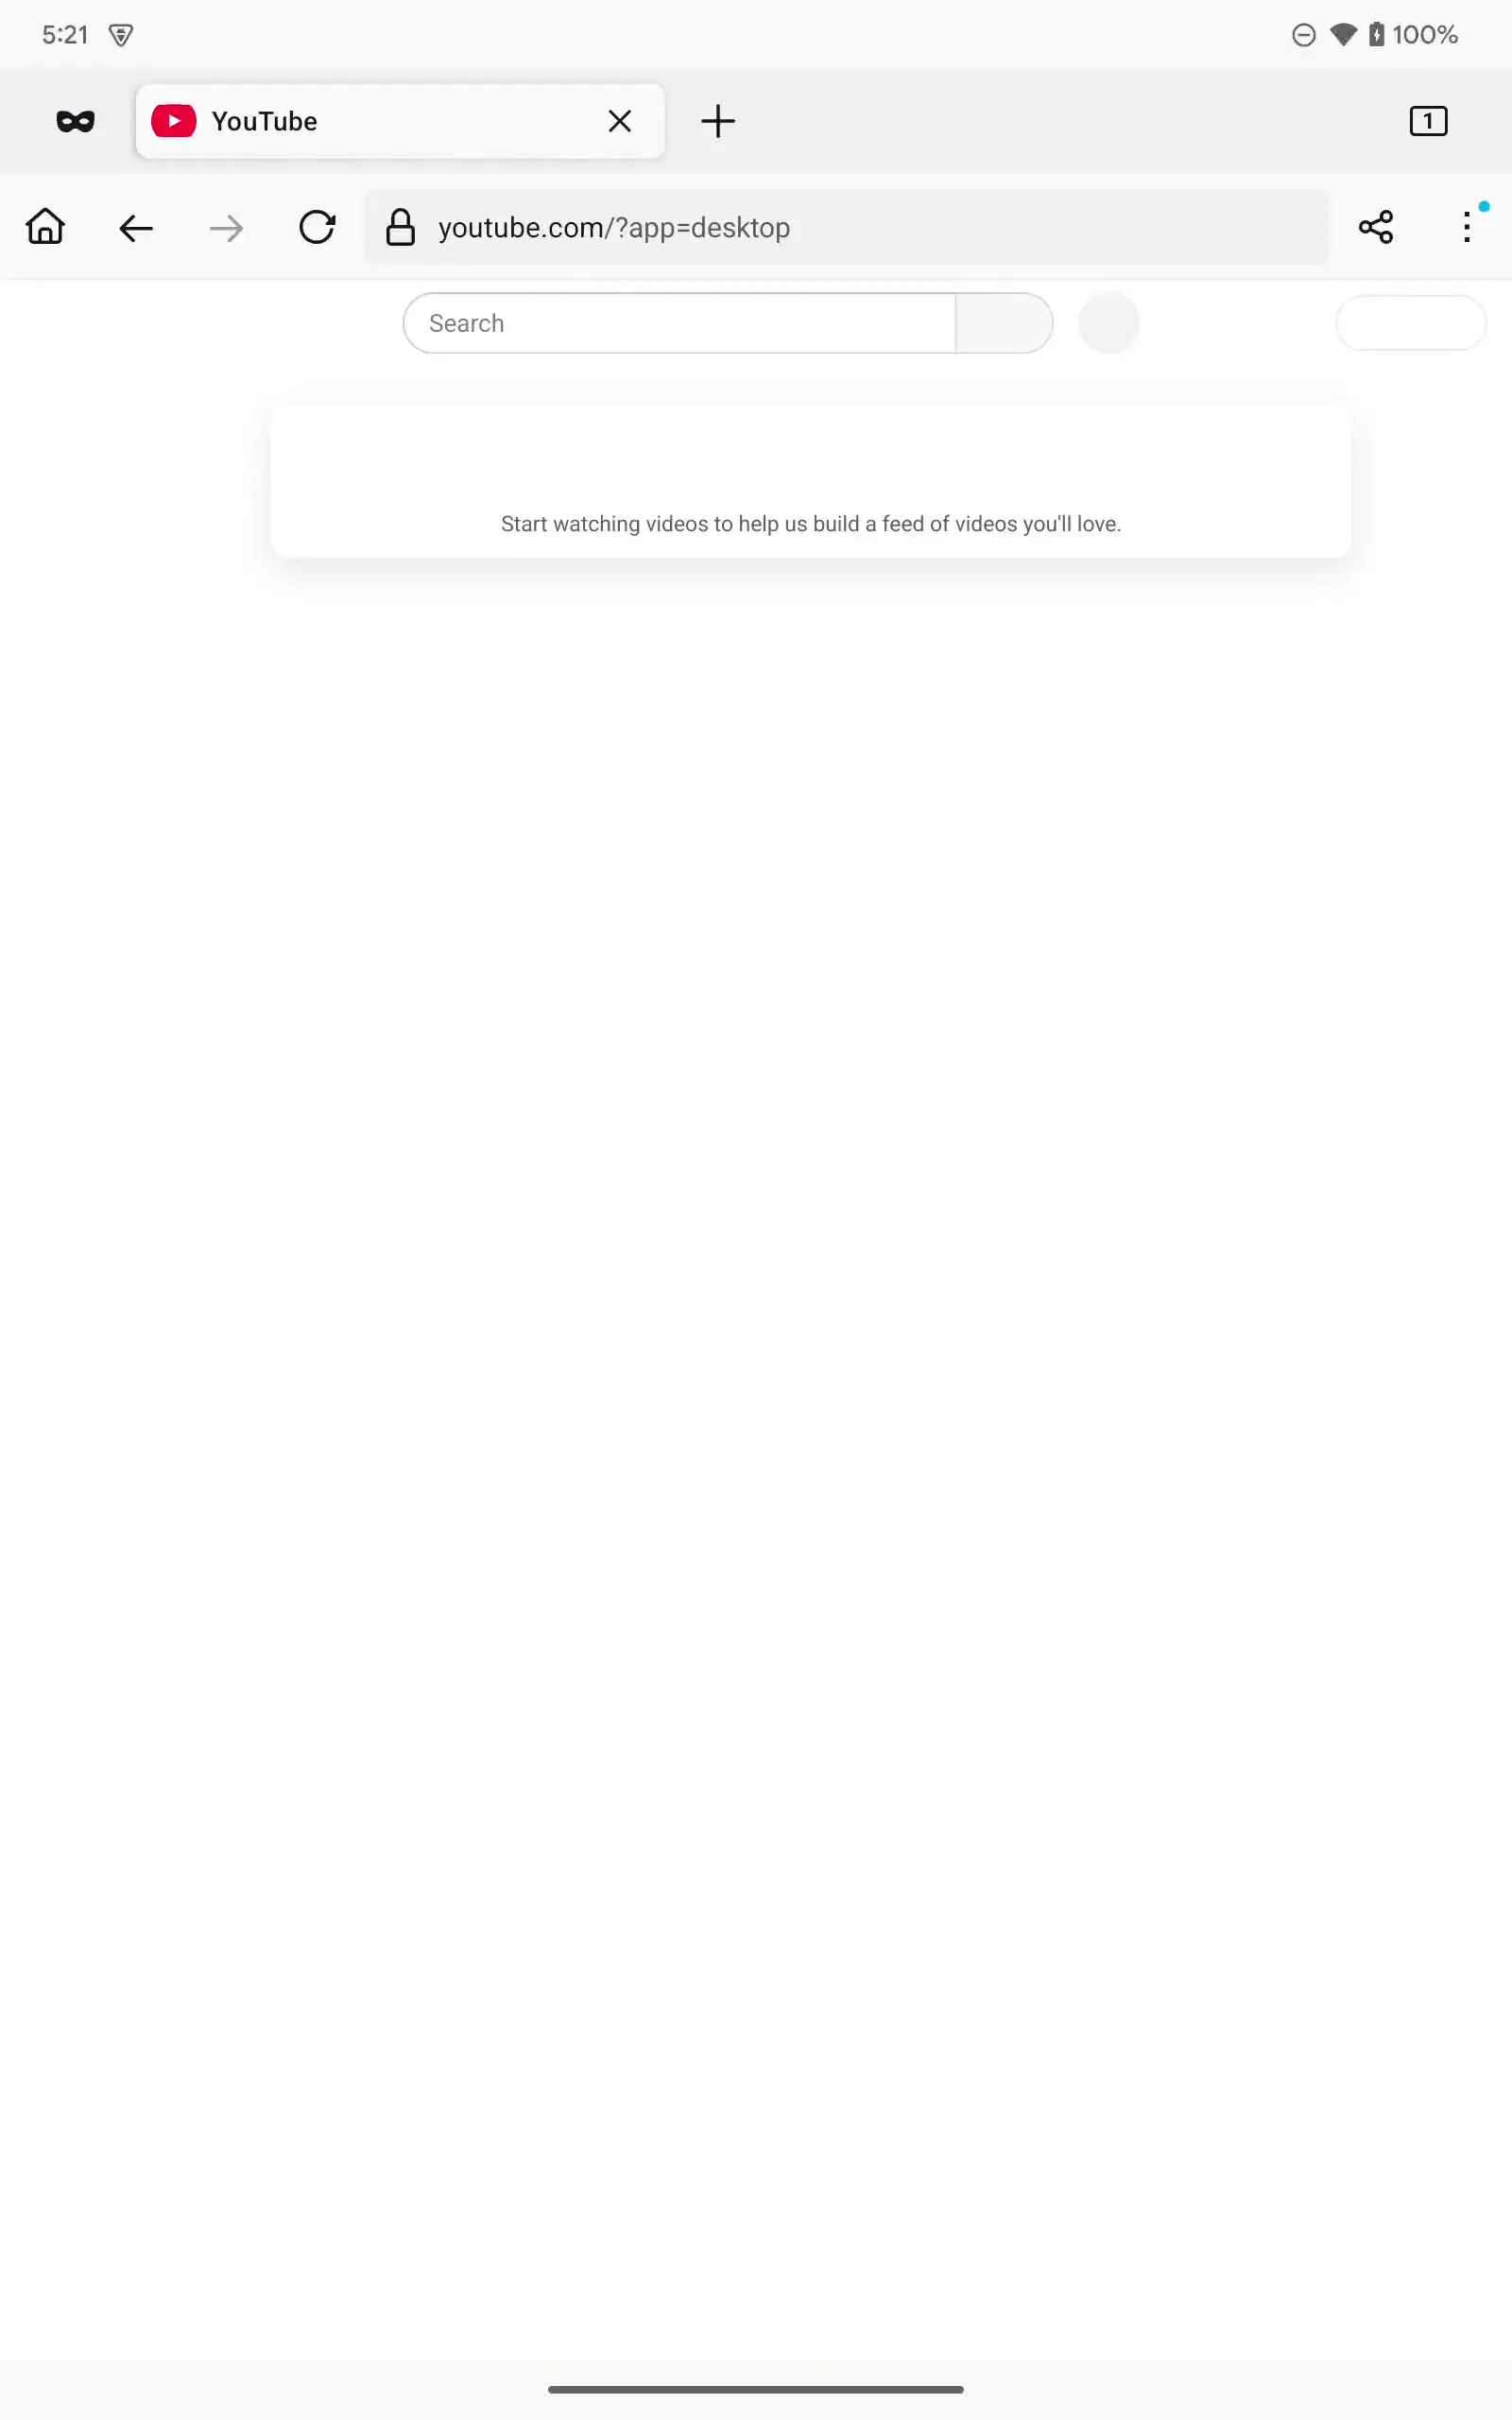 5:21
100%
YouTube
1
youtube.com/?app=desktop
Search
Start watching videos to help us build a feed of videos you'll love.